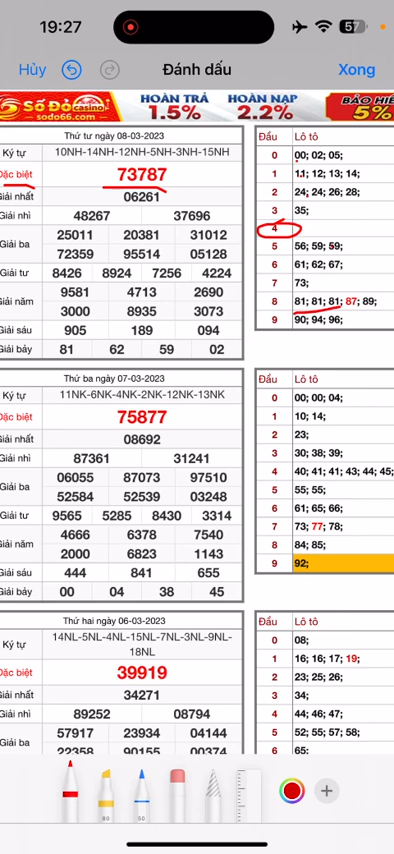 19:27
57
Hủy
Đánh dấu
Xong
Số Đỏ casino
sodo66.com
HOÀN TRẢ
1.5%
HOÀN NẠP
2.2%
BẢO HIỂ
5%
Thứ tư ngày 08-03-2023
Ký tự 10NH-14NH-12NH-5NH-3NH-15NH
Đặc biệt 73787
Giải nhất 06261
Giải nhì 48267 37696
Giải ba 25011 20381 31012
72359 95514 05128
Giải tư 8426 8924 7256 4224
Giải năm 9581 4713 2690
3000 8935 3073
Giải sáu 905 189 094
Giải bảy 81 62 59 02
Đầu Lô tô
0 00; 02; 05;
1 11; 12; 13; 14;
2 24; 24; 26; 28;
3 35;
4
5 56; 59; 59;
6 61; 62; 67;
7 73;
8 81; 81; 81; 87; 89;
9 90; 94; 96;
Thứ ba ngày 07-03-2023
Ký tự 11NK-6NK-4NK-2NK-12NK-13NK
Đặc biệt 75877
Giải nhất 08692
Giải nhì 87361 31241
Giải ba 06055 87073 97510
52584 52539 03248
Giải tư 9565 5285 8430 3314
Giải năm 4666 6378 7540
2000 6823 1143
Giải sáu 444 841 655
Giải bảy 00 04 38 45
Đầu Lô tô
0 00; 00; 04;
1 10; 14;
2 23;
3 30; 38; 39;
4 40; 41; 41; 43; 44; 45;
5 55; 55;
6 61; 65; 66;
7 73; 77; 78;
8 84; 85;
9 92;
Thứ hai ngày 06-03-2023
Ký tự 14NL-5NL-4NL-15NL-7NL-3NL-9NL-
18NL
Đặc biệt 39919
Giải nhất 34271
Giải nhì 89252 08794
Giải ba 57917 23934 04144
22358 90155 00374
Đầu Lô tô
0 08;
1 16; 16; 17; 19;
2 23; 25; 26;
3 34;
4 44; 46; 47;
5 52; 55; 57; 58;
6 65;